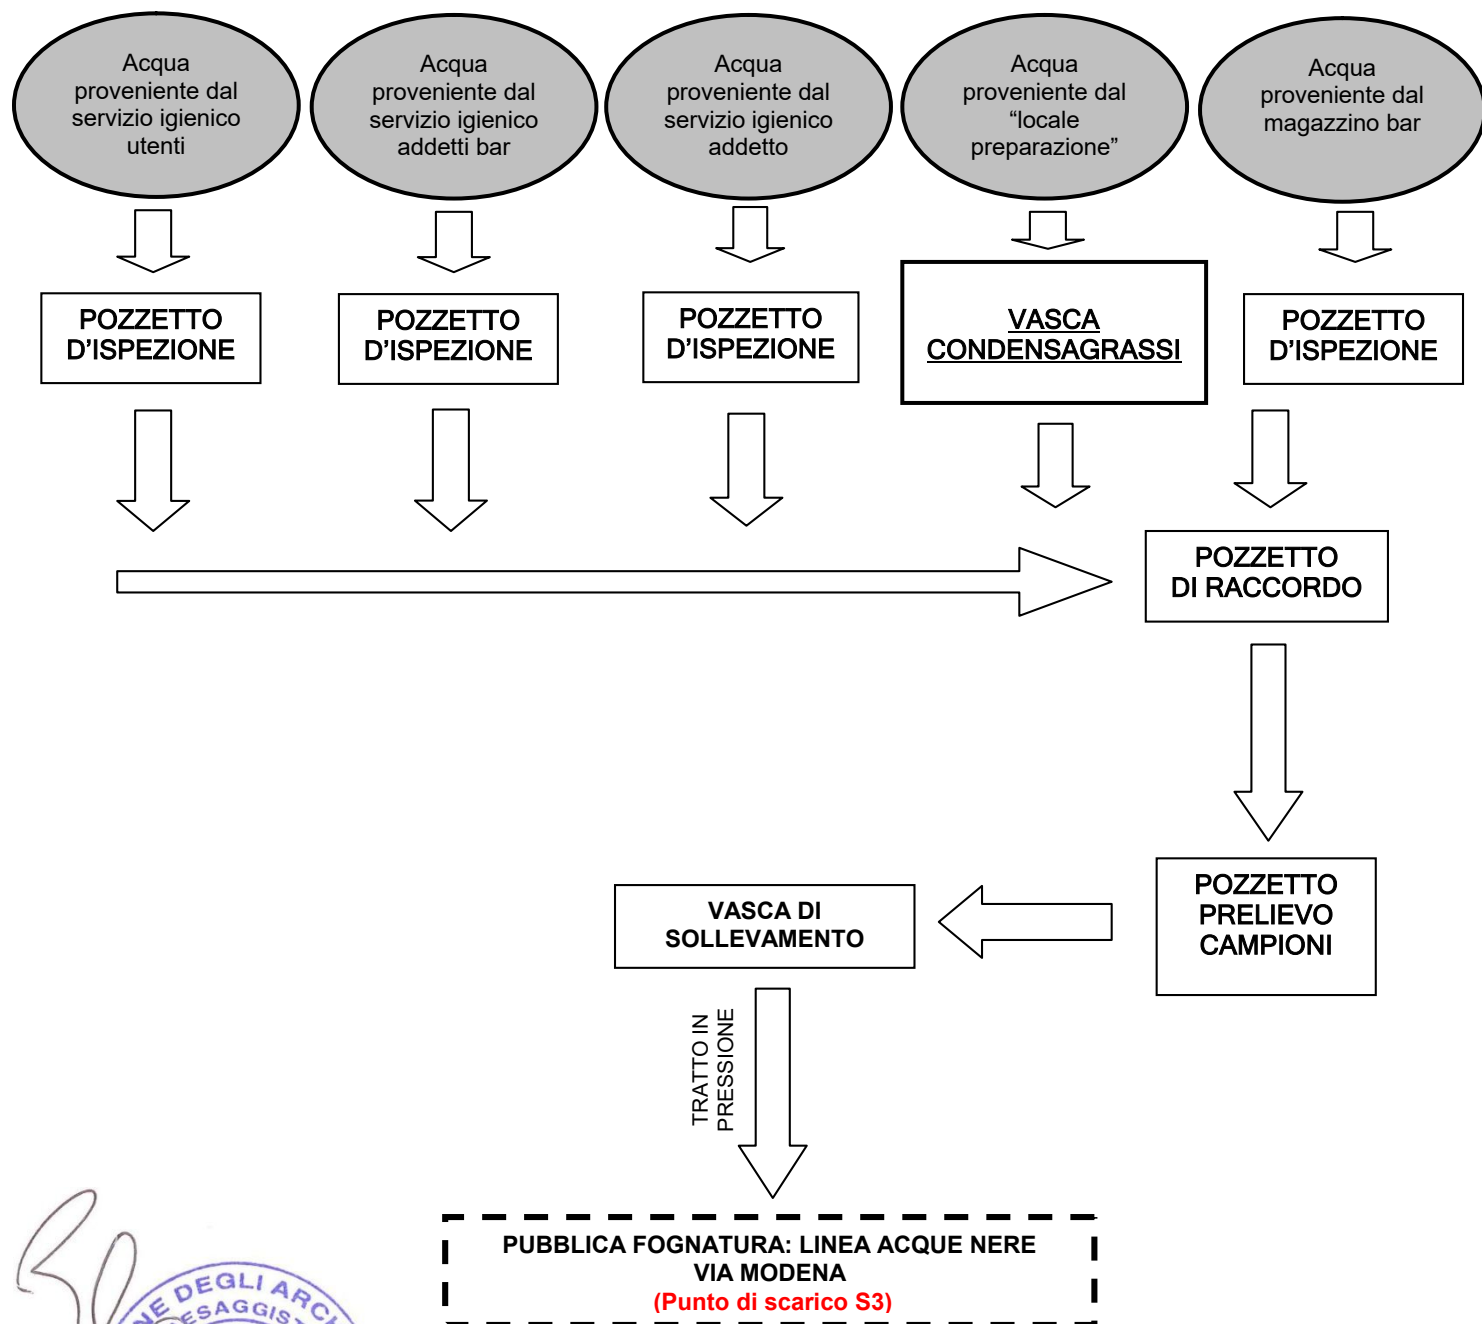 Acqua
proveniente dal
servizio igienico
utenti
Acqua
proveniente dal
servizio igienico
addetti bar
Acqua
proveniente dal
servizio igienico
addetto
Acqua
proveniente dal
“locale
preparazione”
Acqua
proveniente dal
magazzino bar
POZZETTO
D’ISPEZIONE
POZZETTO
D’ISPEZIONE
POZZETTO
D’ISPEZIONE
VASCA
CONDENSAGRASSI
POZZETTO
D’ISPEZIONE
POZZETTO
DI RACCORDO
POZZETTO
PRELIEVO
CAMPIONI
VASCA DI
SOLLEVAMENTO
TRATTO IN
PRESSIONE
PUBBLICA FOGNATURA: LINEA ACQUE NERE
VIA MODENA
(Punto di scarico S3)
DEGLI